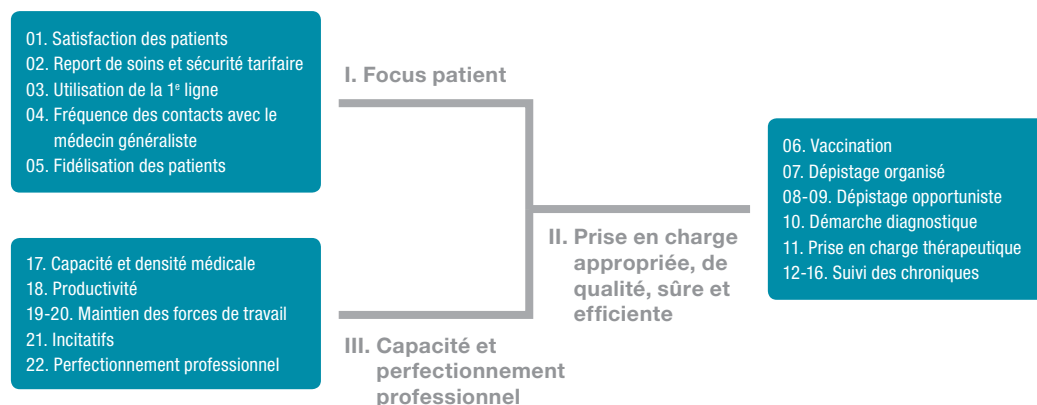 01. Satisfaction des patients
02. Report de soins et sécurité tarifaire
03. Utilisation de la 1e ligne
04. Fréquence des contacts avec le
médecin généraliste
05. Fidélisation des patients
I. Focus patient
17. Capacité et densité médicale
18. Productivité
19-20. Maintien des forces de travail
21. Incitatifs
22. Perfectionnement professionnel
III. Capacité et
perfectionnement
professionnel
II. Prise en charge
appropriée, de
qualité, sûre et
efficiente
06. Vaccination
07. Dépistage organisé
08-09. Dépistage opportuniste
10. Démarche diagnostique
11. Prise en charge thérapeutique
12-16. Suivi des chroniques